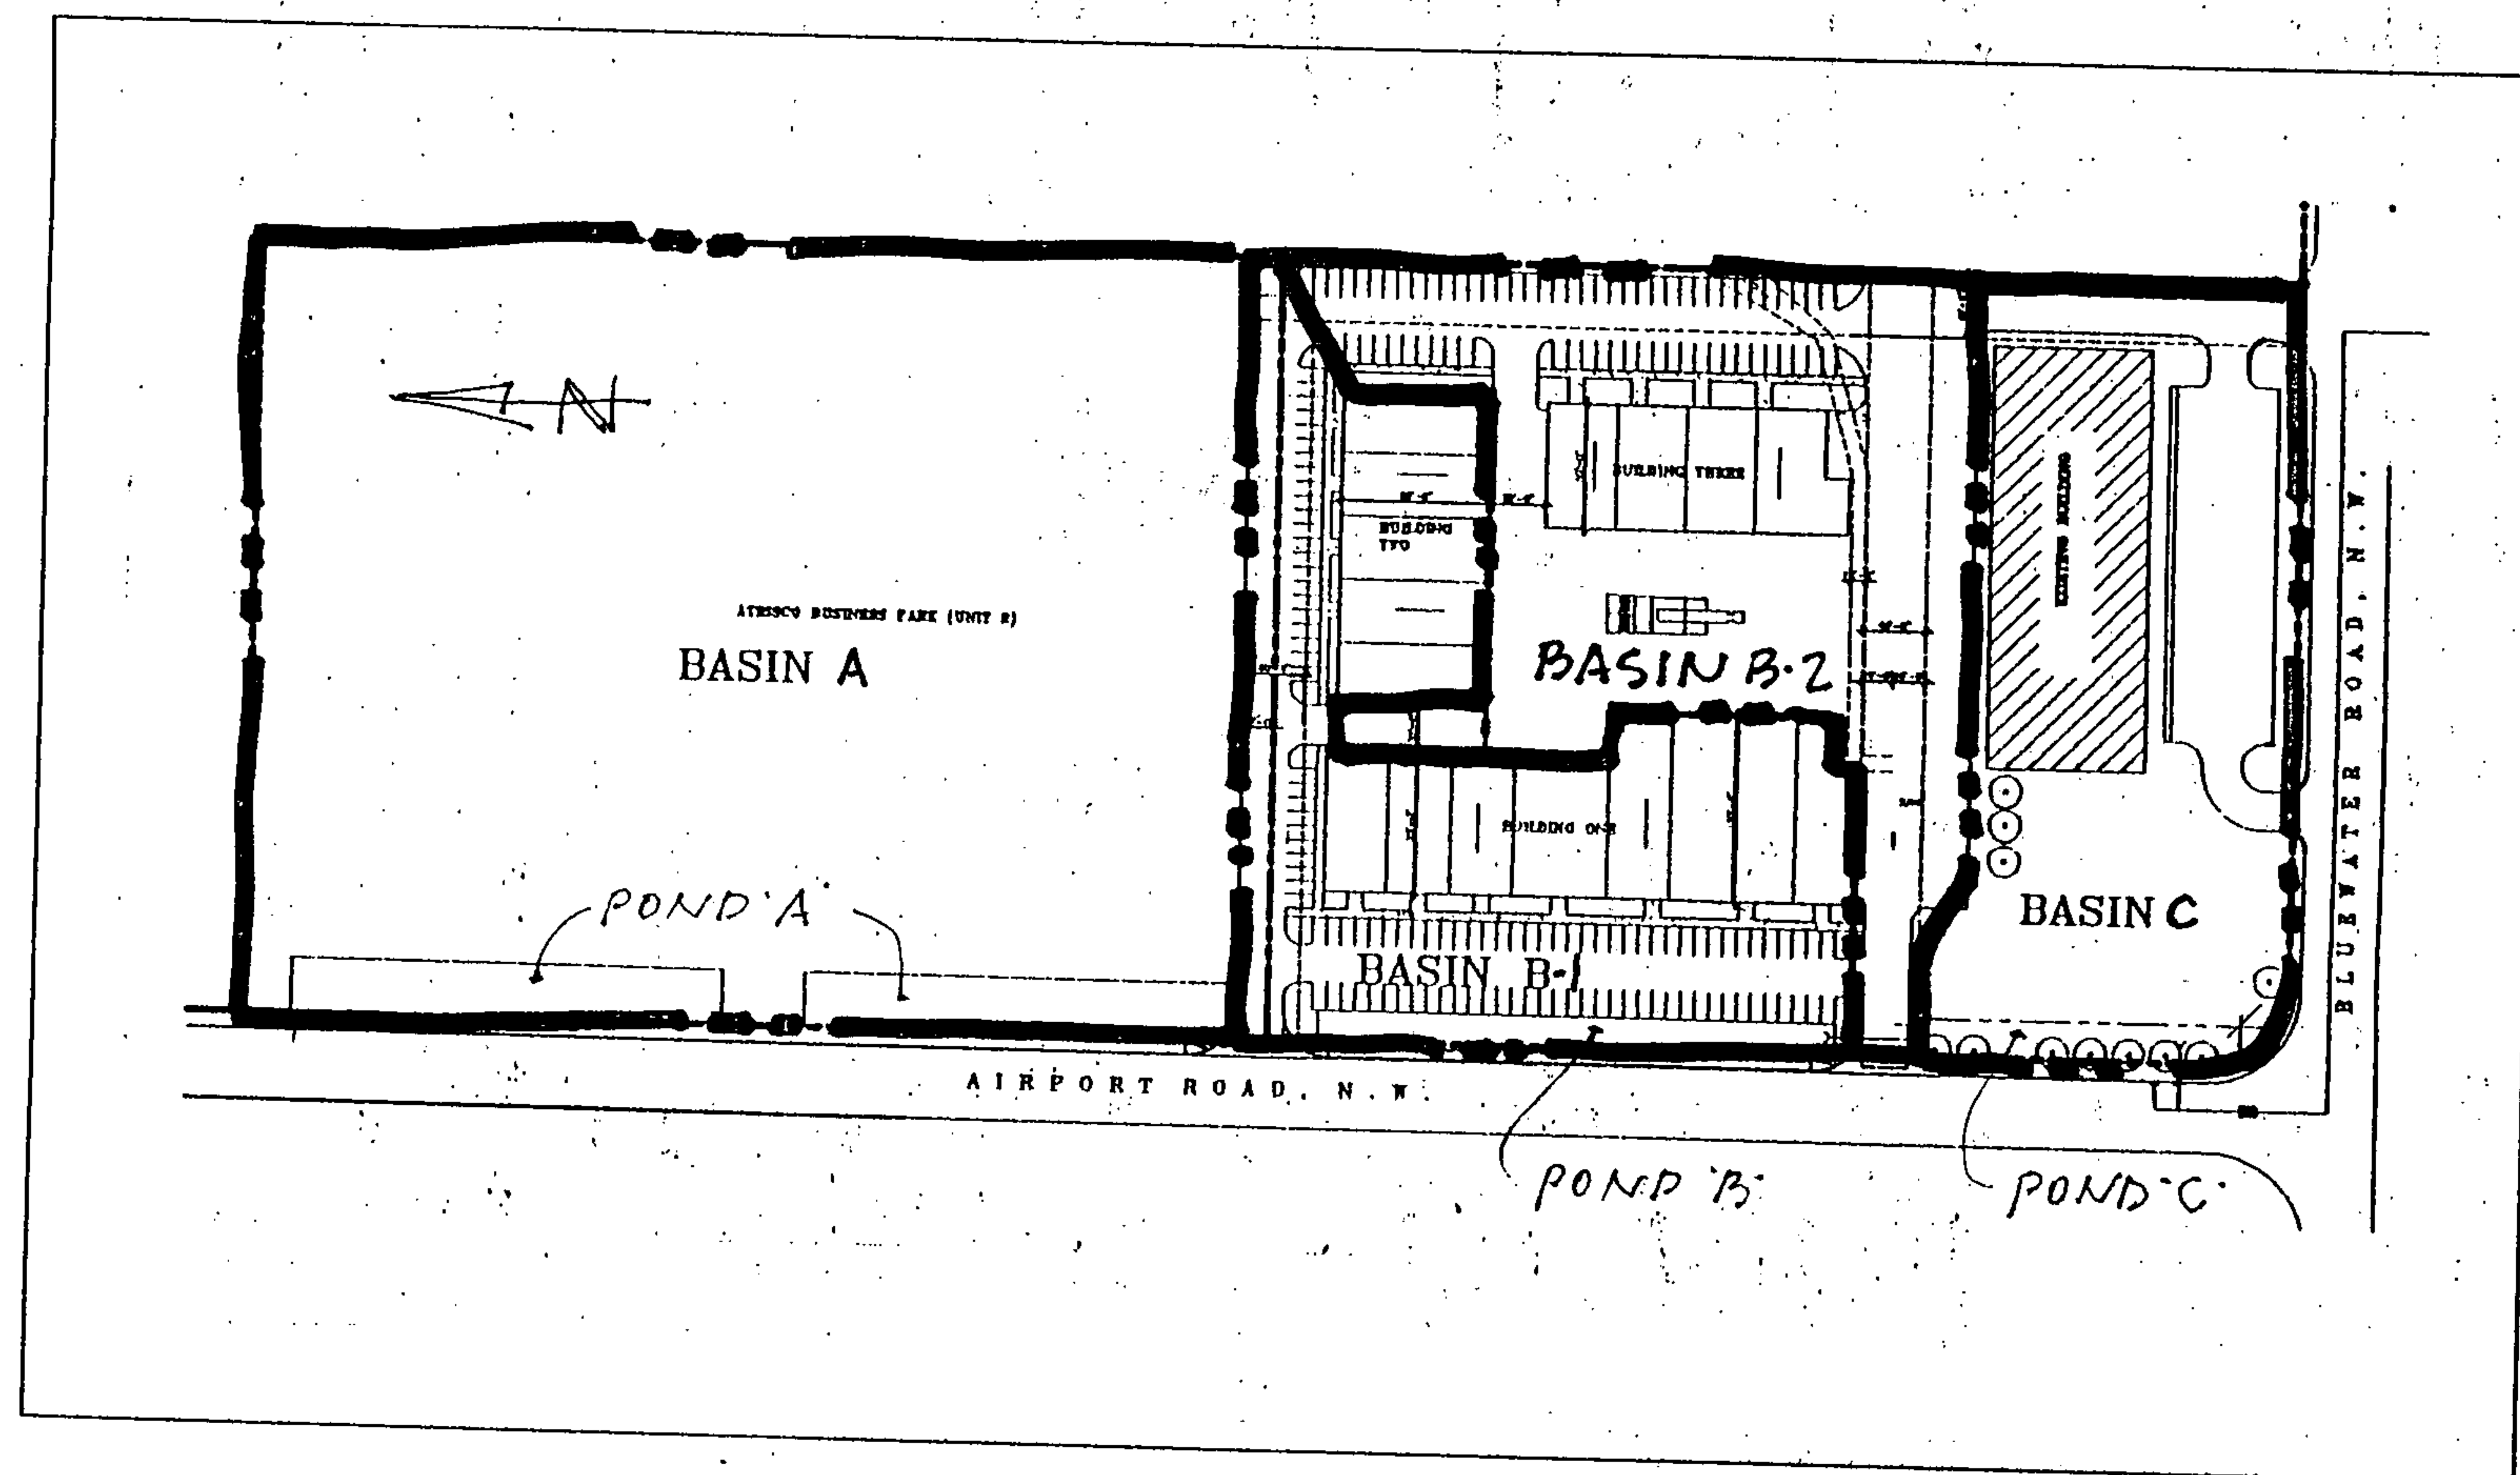 N
BUILDING THREE
BUILDING
TWO
EXISTING BUILDING
ATRISCO BUSINESS PARK (UNIT 2)
BASIN A
BASIN B-2
BUILDING ONE
POND "A"
BASIN C
BASIN B-1
BLUEWATER ROAD, N.W.
AIRPORT ROAD, N.W.
POND "B"
POND "C"